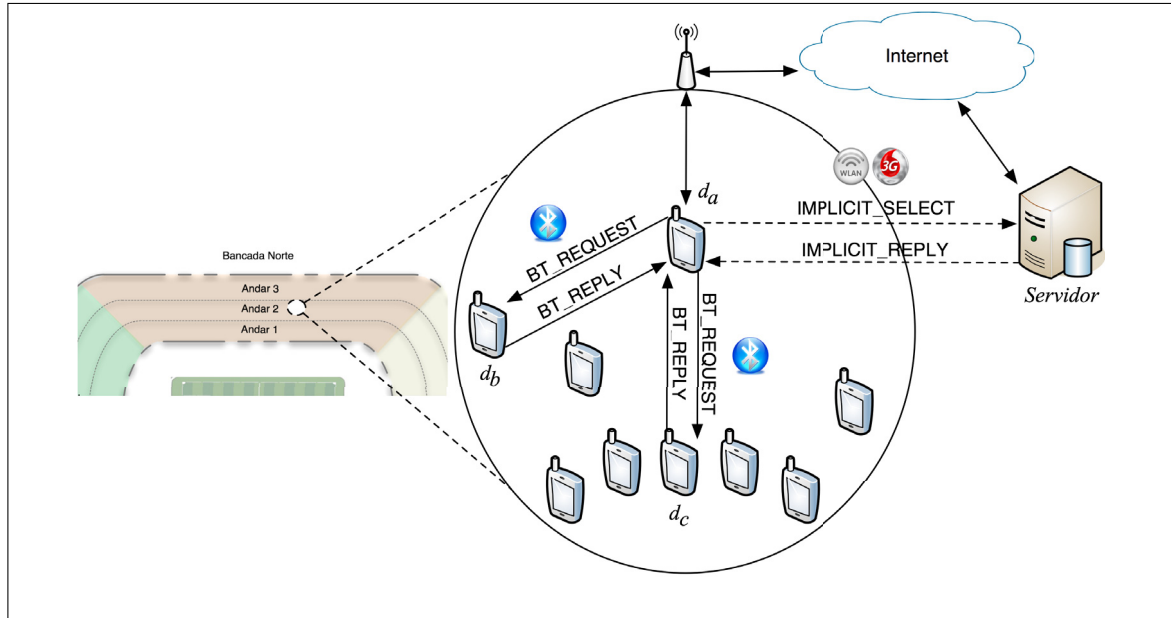 Internet
WLAN
3G
d_a
IMPLICIT_SELECT
BT_REQUEST
IMPLICIT_REPLY
Bancada Norte
BT_REPLY
Andar 3
Servidor
Andar 2
BT_REQUEST
BT_REPLY
Andar 1
d_b
d_c